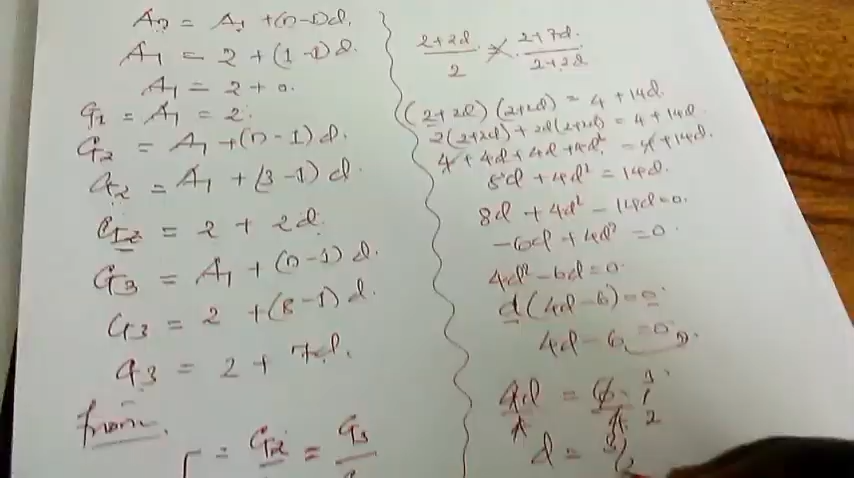 An = A1 + (n-1)d.
A1 = 2 + (1-1)d.
A1 = 2 + 0.
G1 = A1 = 2.
G2 = A1 + (n-1)d.
G2 = A1 + (3-1)d.
G2 = 2 + 2d.
G3 = A1 + (n-1)d.
G3 = 2 + (8-1)d.
G3 = 2 + 7d.
from.
r = G2 = G3
2+2d 2+7d
2 2+2d
(2+2d)(2+2d) = 4 + 14d.
2(2+2d) + 2d(2+2d) = 4 + 14d.
4 + 4d + 4d + 4d² = 4 + 14d.
8d + 4d² = 14d.
8d + 4d² - 14d = 0.
-6d + 4d² = 0.
4d² - 6d = 0.
d(4d-6) = 0.
4d - 6 = 0
4d = 6 3
4 4 2
d = 3/2